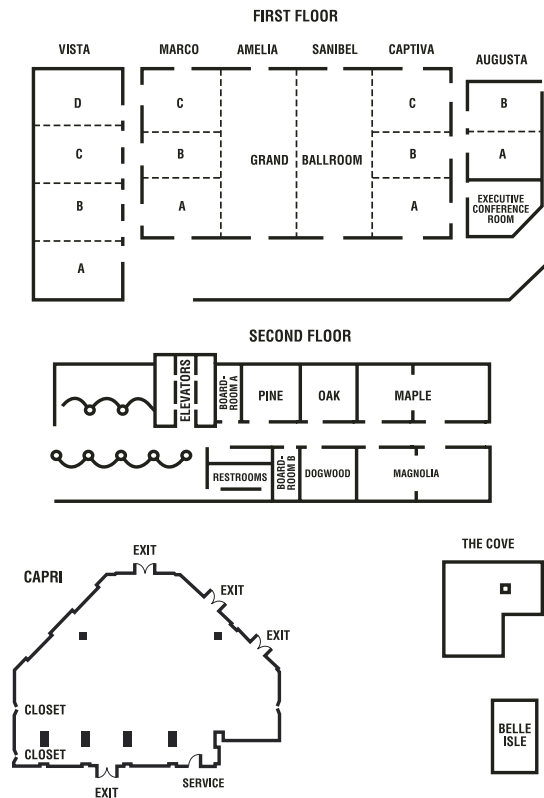 FIRST FLOOR
VISTA
MARCO
AMELIA
SANIBEL
CAPTIVA
AUGUSTA
D
C
B
A
C
B
A
GRAND BALLROOM
C
B
A
B
A
EXECUTIVE
CONFERENCE
ROOM
SECOND FLOOR
ELEVATORS
BOARD-
ROOM A
PINE
OAK
MAPLE
RESTROOMS
BOARD-
ROOM B
DOGWOOD
MAGNOLIA
CAPRI
EXIT
EXIT
EXIT
CLOSET
CLOSET
EXIT
SERVICE
THE COVE
BELLE
ISLE